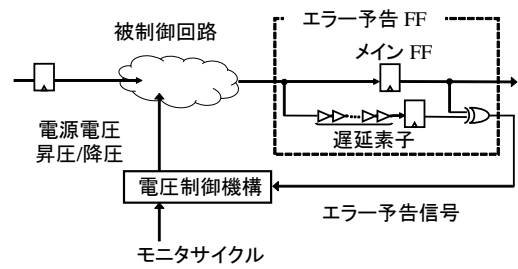 エラー予告 FF
被制御回路
メイン FF
電源電圧
昇圧/降圧
遅延素子
電圧制御機構
エラー予告信号
モニタサイクル